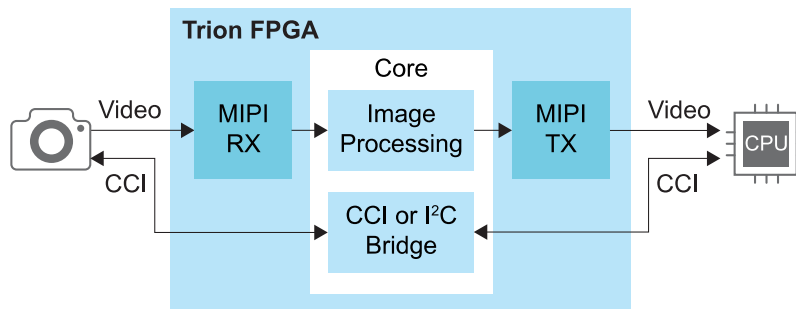 Trion FPGA
Core
Video
MIPI
RX
Image
Processing
MIPI
TX
Video
CPU
CCI
CCI or I²C
Bridge
CCI